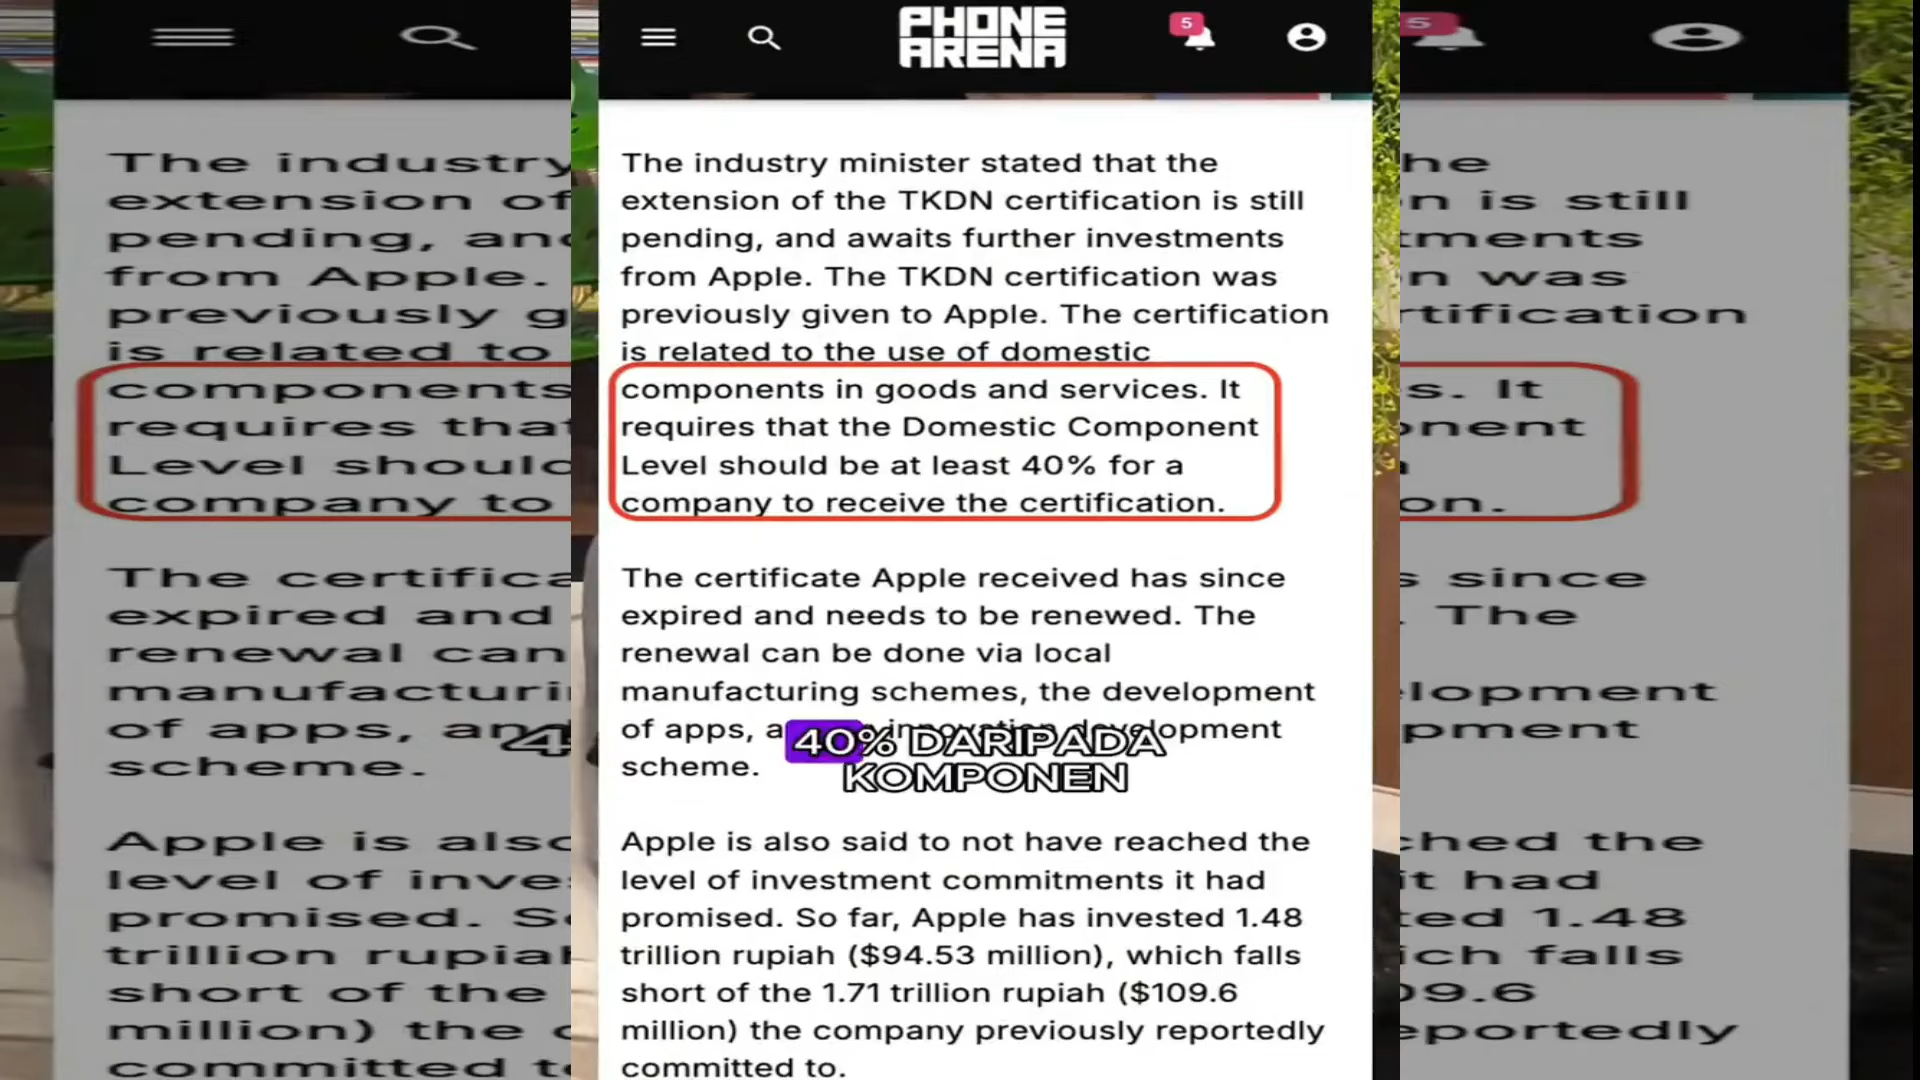 PHONE
ARENA
5
The industry minister stated that the
extension of the TKDN certification is still
pending, and awaits further investments
from Apple. The TKDN certification was
previously given to Apple. The certification
is related to the use of domestic
components in goods and services. It
requires that the Domestic Component
Level should be at least 40% for a
company to receive the certification.
The certificate Apple received has since
expired and needs to be renewed. The
renewal can be done via local
manufacturing schemes, the development
of apps, innovation development
scheme.
40% DARIPADA
KOMPONEN
Apple is also said to not have reached the
level of investment commitments it had
promised. So far, Apple has invested 1.48
trillion rupiah ($94.53 million), which falls
short of the 1.71 trillion rupiah ($109.6
million) the company previously reportedly
committed to.